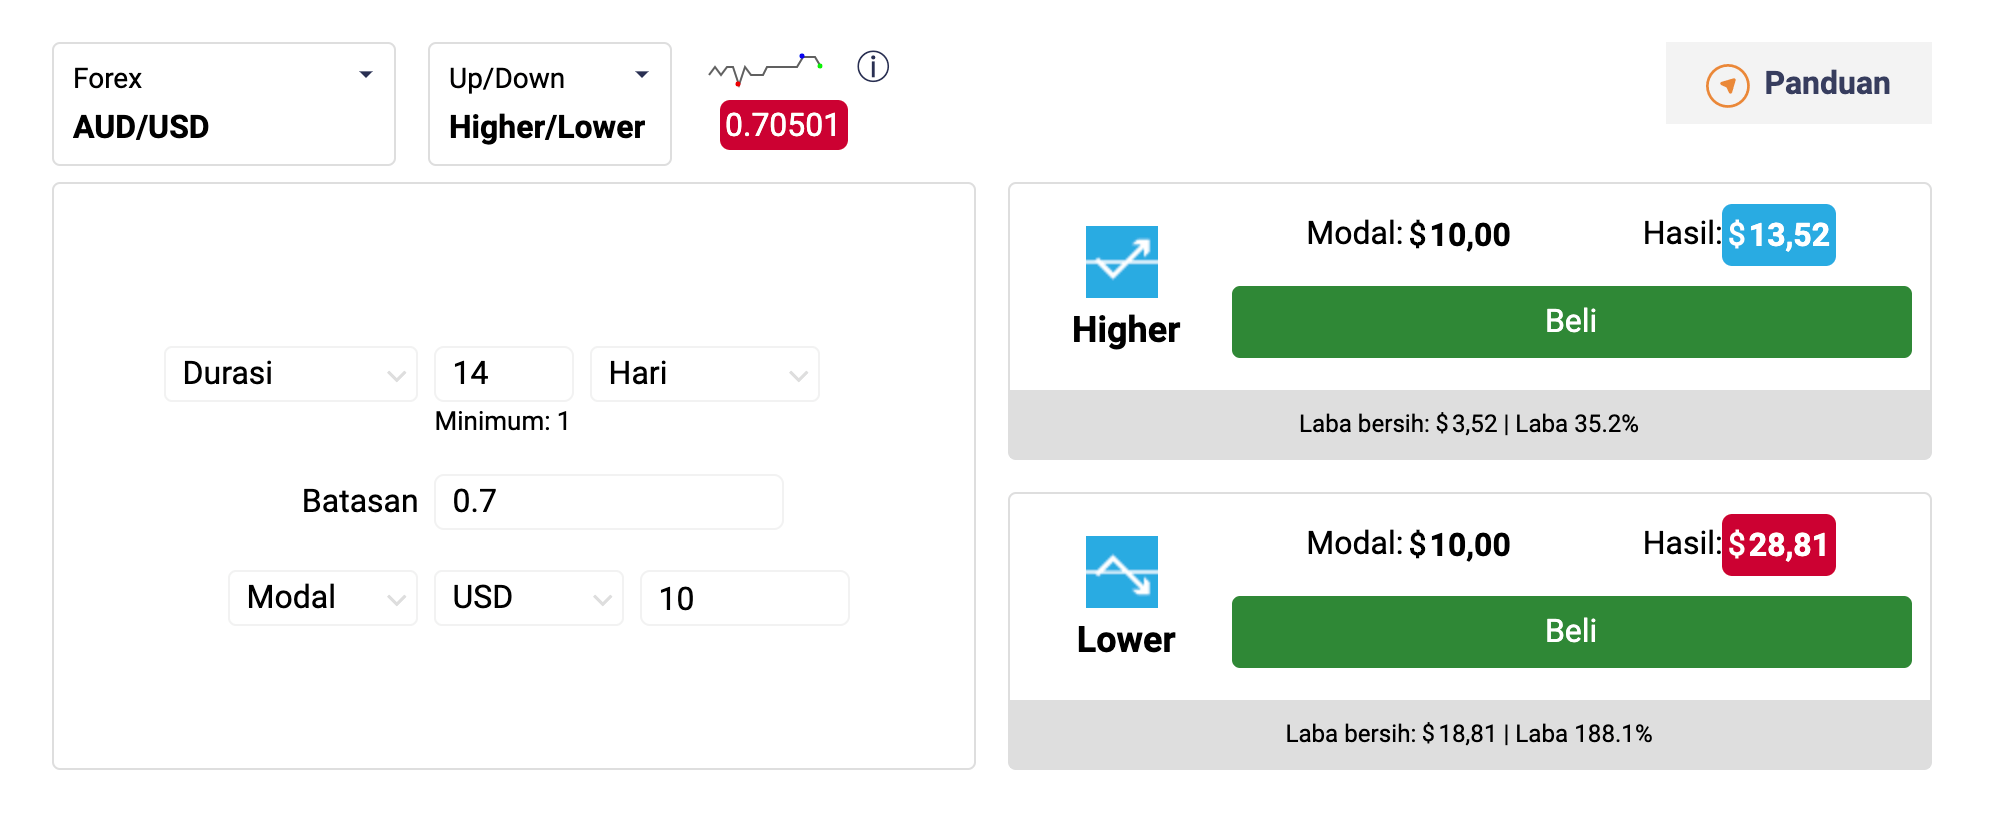 Forex
AUD/USD
Up/Down
Higher/Lower
0.70501
Panduan
Durasi
14
Hari
Minimum: 1
Batasan
0.7
Modal
USD
10
Modal: $10,00
Hasil: $13,52
Higher
Beli
Laba bersih: $3,52 | Laba 35.2%
Modal: $10,00
Hasil: $28,81
Lower
Beli
Laba bersih: $18,81 | Laba 188.1%